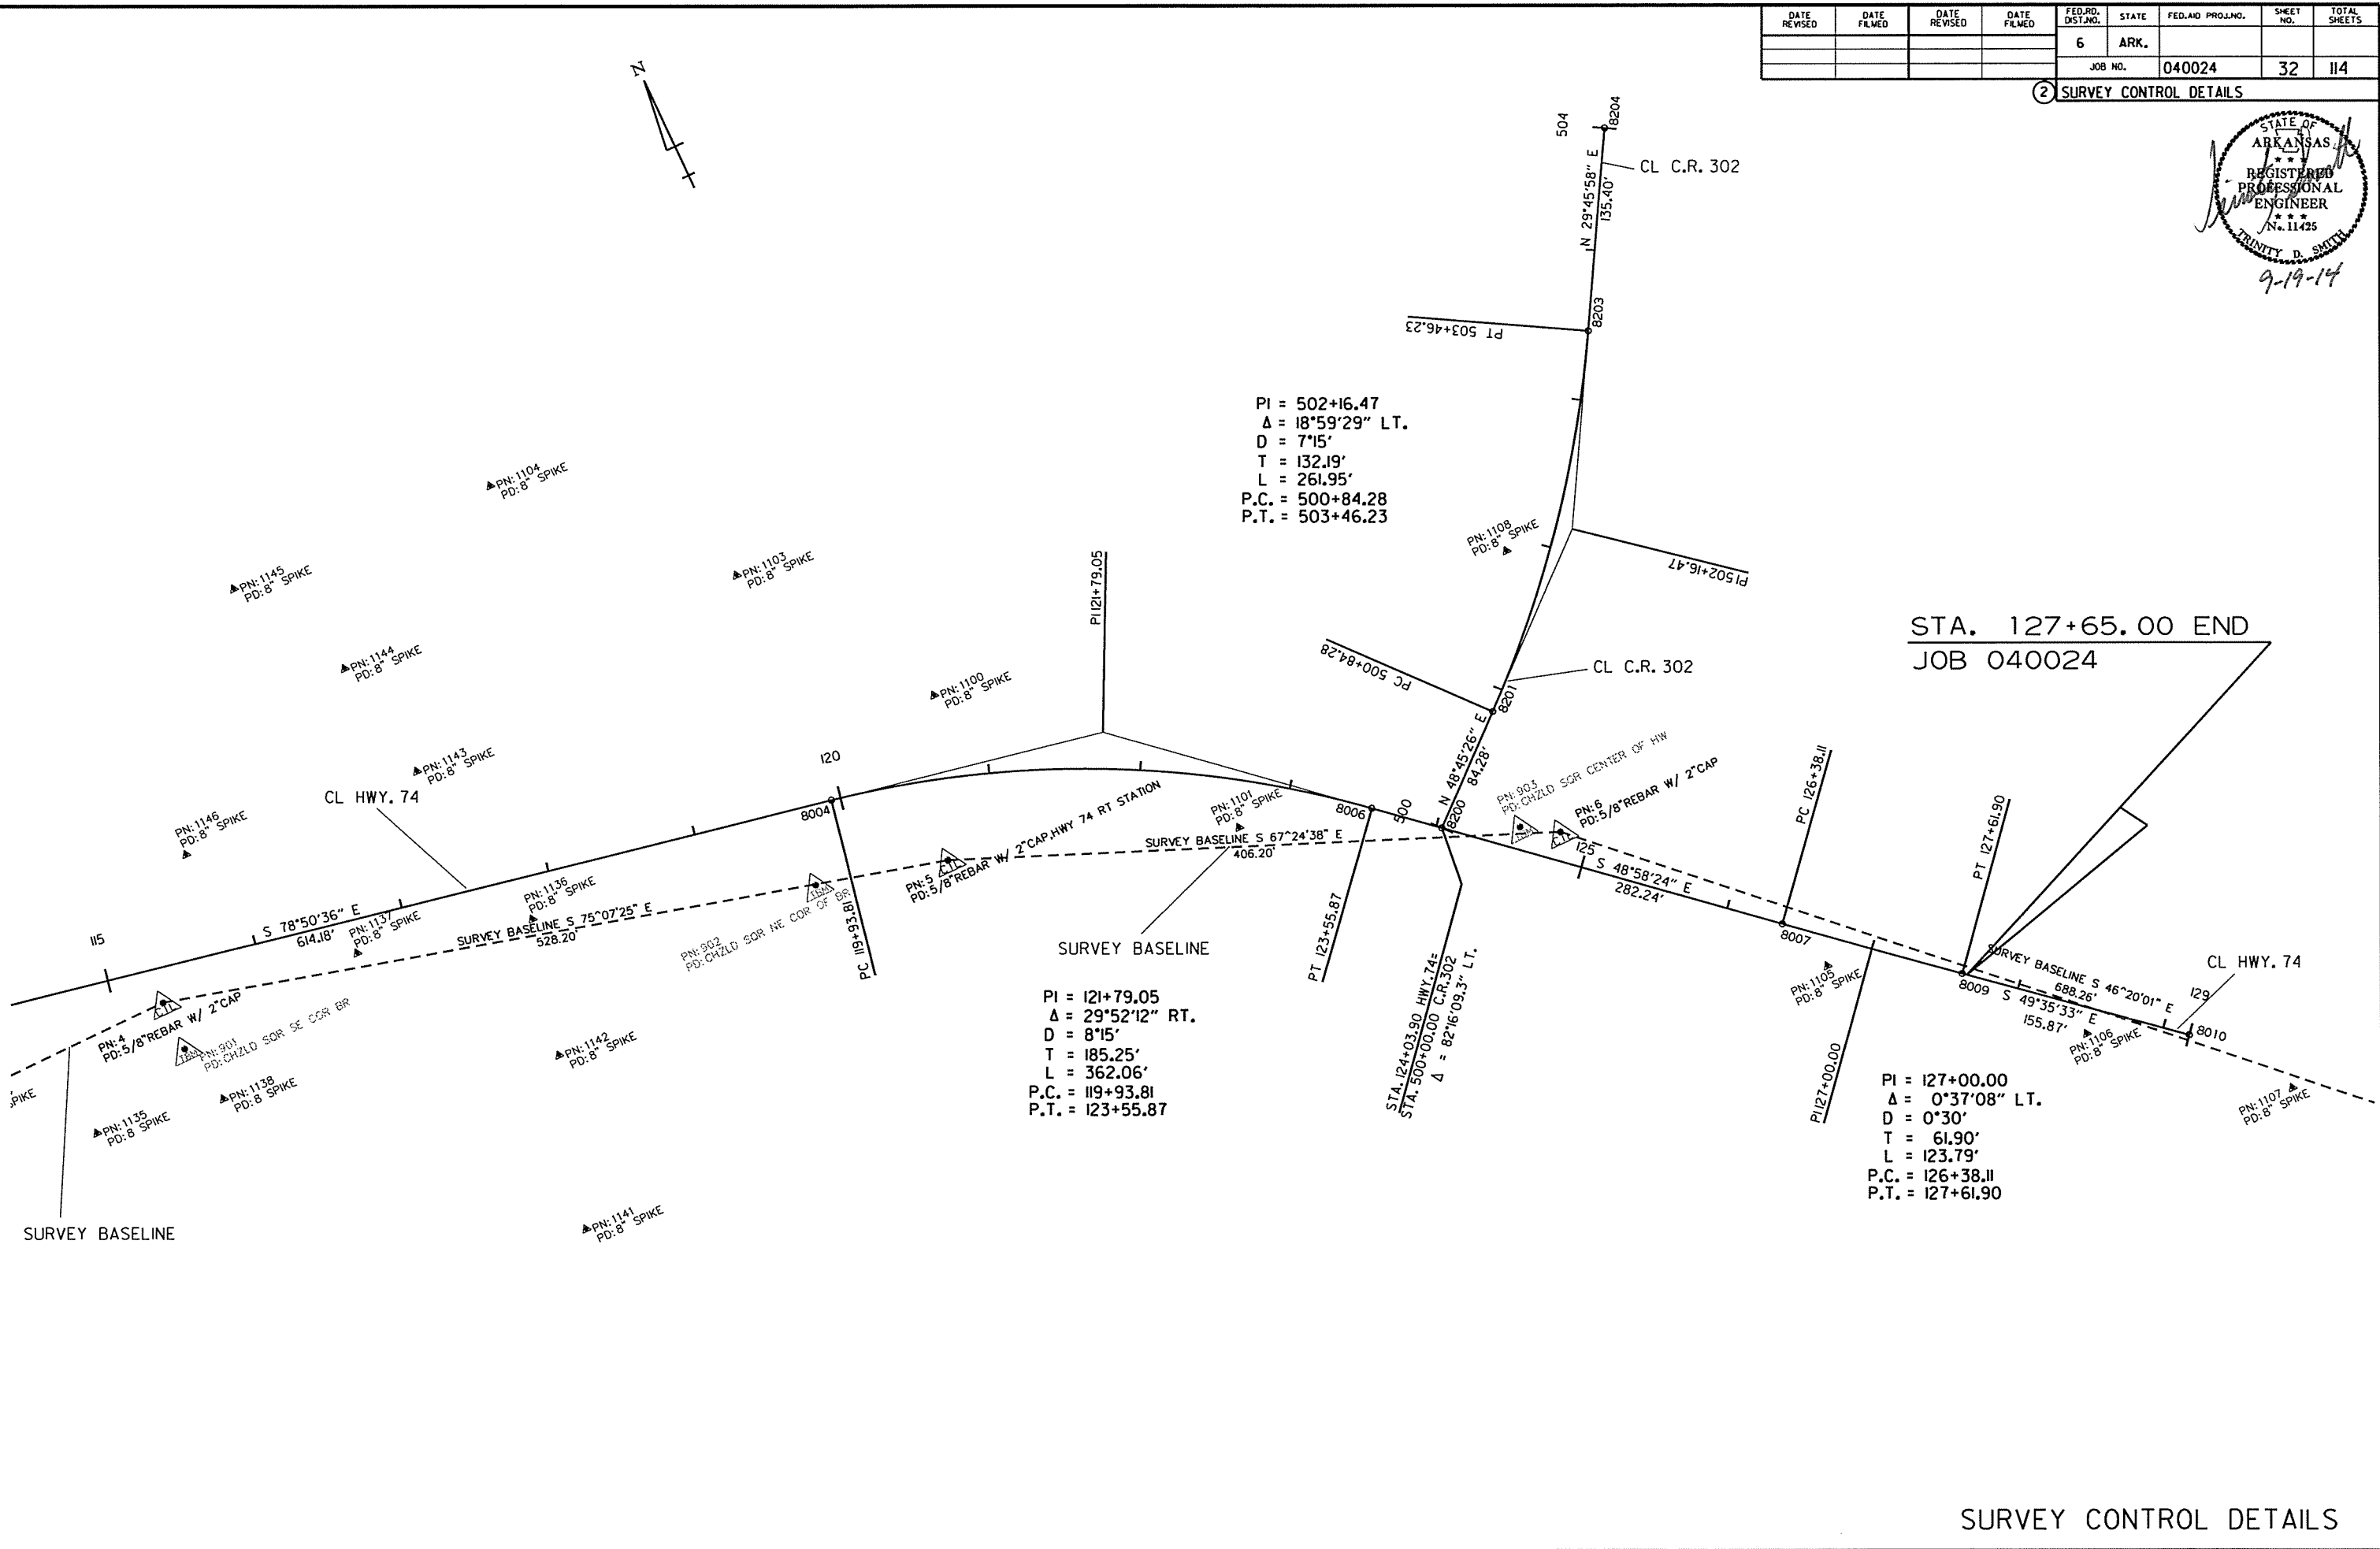 DATE REVISED
DATE FILMED
DATE REVISED
DATE FILMED
FED.RD. DIST.NO.
STATE
FED.AID PROJ.NO.
SHEET NO.
TOTAL SHEETS
6
ARK.
JOB NO.
040024
32
114
2 SURVEY CONTROL DETAILS
STATE OF
ARKANSAS
REGISTERED
PROFESSIONAL
ENGINEER
No. 11425
TRINITY D. SMITH
9-19-14
N
504
8204
N 29°45'58" E
135.40'
CL C.R. 302
8203
PT 503+46.23
PI = 502+16.47
Δ = 18°59'29" LT.
D = 7°15'
T = 132.19'
L = 261.95'
P.C. = 500+84.28
P.T. = 503+46.23
PN:1108
PD:8" SPIKE
PI 502+16.47
PN:1104
PD:8" SPIKE
PN:1145
PD:8" SPIKE
PN:1103
PD:8" SPIKE
PN:1144
PD:8" SPIKE
PN:1100
PD:8" SPIKE
PI 121+79.05
PC 500+84.28
CL C.R. 302
8201
N 48°45'26" E
84.28'
STA. 127+65.00 END
JOB 040024
PN:1143
PD:8" SPIKE
120
CL HWY. 74
8004
PN:1146
PD:8" SPIKE
PN:1101
PD:8" SPIKE
8006
500
8200
PN:903
PD:CHZLD SQR CENTER OF HW
PN:6
PD:5/8"REBAR W/ 2"CAP
CTL
TBM
125
PC 126+38.11
PT 127+61.90
PN:5
PD:5/8"REBAR W/ 2"CAP,HWY 74 RT STATION
CTL
SURVEY BASELINE S 67°24'38" E
406.20'
S 48°58'24" E
282.24'
115
S 78°50'36" E
614.18'
PN:1137
PD:8" SPIKE
PN:1136
PD:8" SPIKE
SURVEY BASELINE S 75°07'25" E
528.20'
TBM
PN:902
PD:CHZLD SQR NE COR OF BR
PC 119+93.81
SURVEY BASELINE
PT 123+55.87
STA. 124+03.90 HWY.74=
STA. 500+00.00 C.R.302
Δ = 82°16'09.3" LT.
8007
PN:1105
PD:8" SPIKE
8009
SURVEY BASELINE S 46°20'01" E
688.26'
S 49°35'33" E
155.87'
129
CL HWY. 74
8010
PN:1106
PD:8" SPIKE
PN:1107
PD:8" SPIKE
PI 127+00.00
CTL
PN:4
PD:5/8"REBAR W/ 2"CAP
TBM
PN:901
PD:CHZLD SQR SE COR BR
PN:1138
PD:8 SPIKE
PN:1135
PD:8 SPIKE
SPIKE
PN:1142
PD:8" SPIKE
PI = 121+79.05
Δ = 29°52'12" RT.
D = 8°15'
T = 185.25'
L = 362.06'
P.C. = 119+93.81
P.T. = 123+55.87
PI = 127+00.00
Δ = 0°37'08" LT.
D = 0°30'
T = 61.90'
L = 123.79'
P.C. = 126+38.11
P.T. = 127+61.90
PN:1141
PD:8" SPIKE
SURVEY BASELINE
SURVEY CONTROL DETAILS